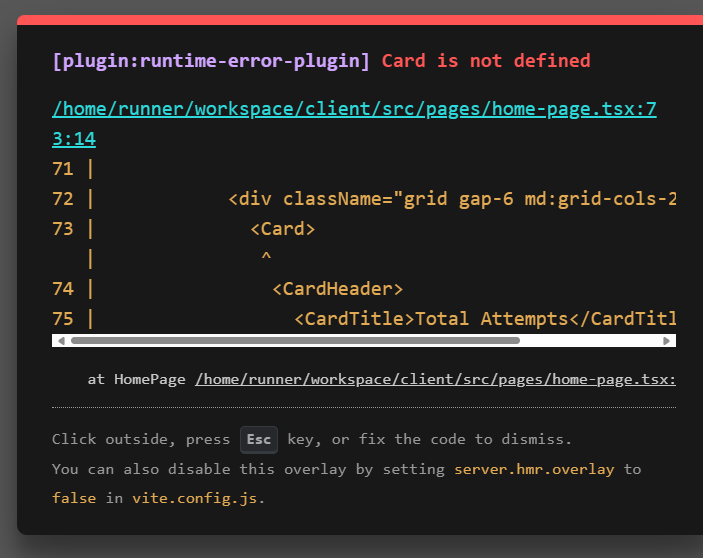 [plugin:runtime-error-plugin] Card is not defined
/home/runner/workspace/client/src/pages/home-page.tsx:7
3:14
71 |
72 |            <div className="grid gap-6 md:grid-cols-2
73 |              <Card>
   |               ^
74 |                <CardHeader>
75 |                  <CardTitle>Total Attempts</CardTitl
at HomePage /home/runner/workspace/client/src/pages/home-page.tsx:
Click outside, press Esc key, or fix the code to dismiss.
You can also disable this overlay by setting server.hmr.overlay to
false in vite.config.js.